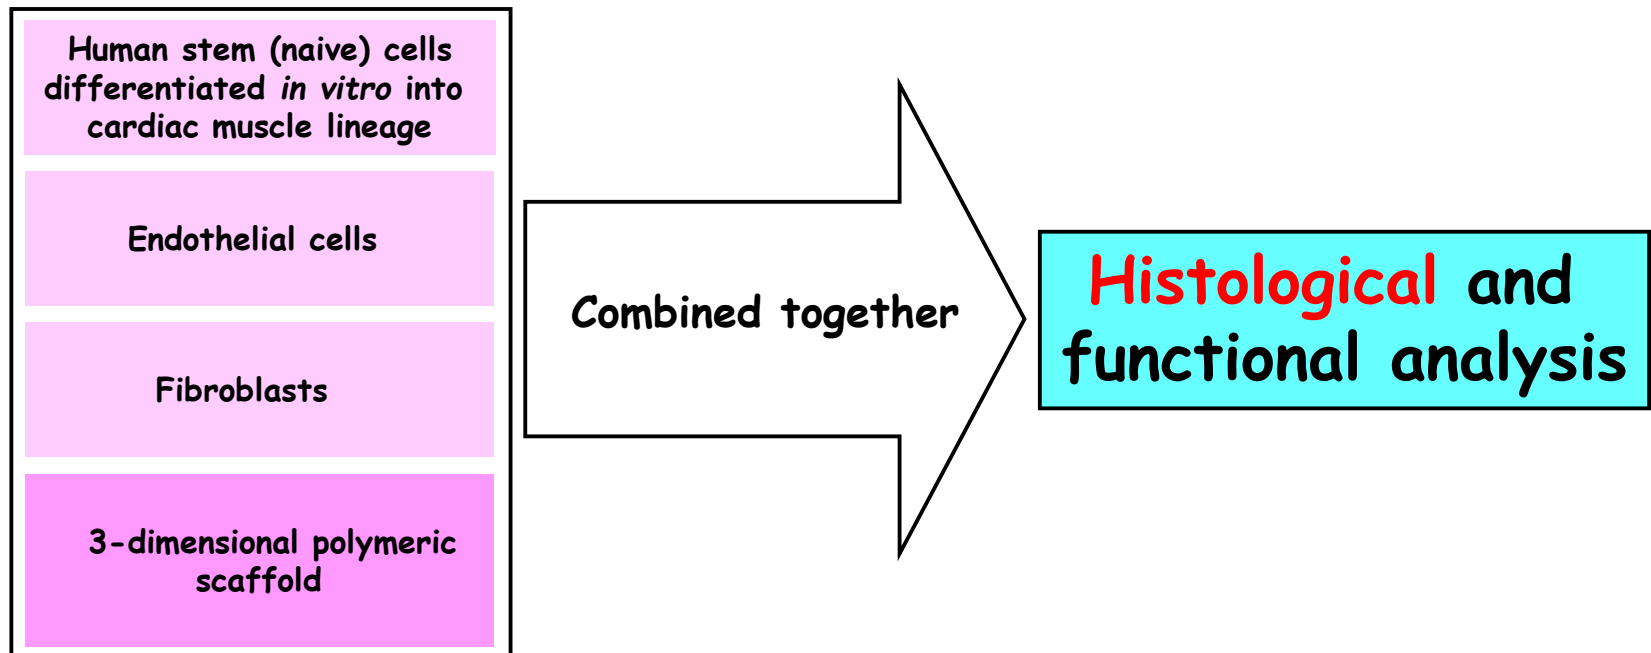 Human stem (naive) cells
differentiated in vitro into
cardiac muscle lineage
Endothelial cells
Fibroblasts
3-dimensional polymeric
scaffold
Combined together
Histological and
functional analysis